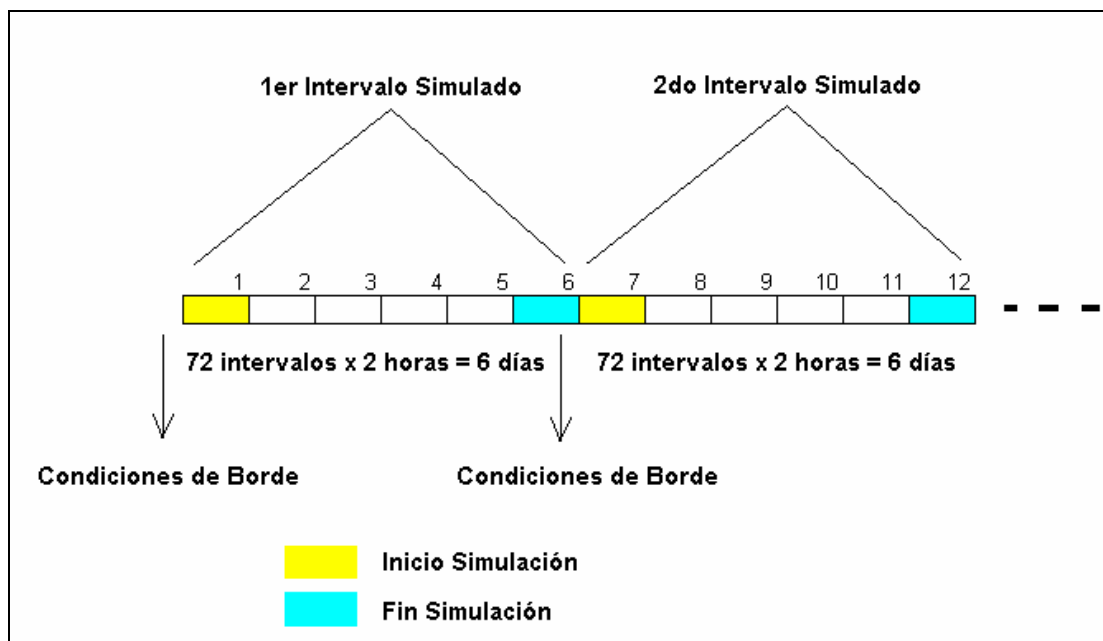 1er Intervalo Simulado
2do Intervalo Simulado
1 2 3 4 5 6 7 8 9 10 11 12
72 intervalos x 2 horas = 6 días
72 intervalos x 2 horas = 6 días
Condiciones de Borde
Condiciones de Borde
Inicio Simulación
Fin Simulación